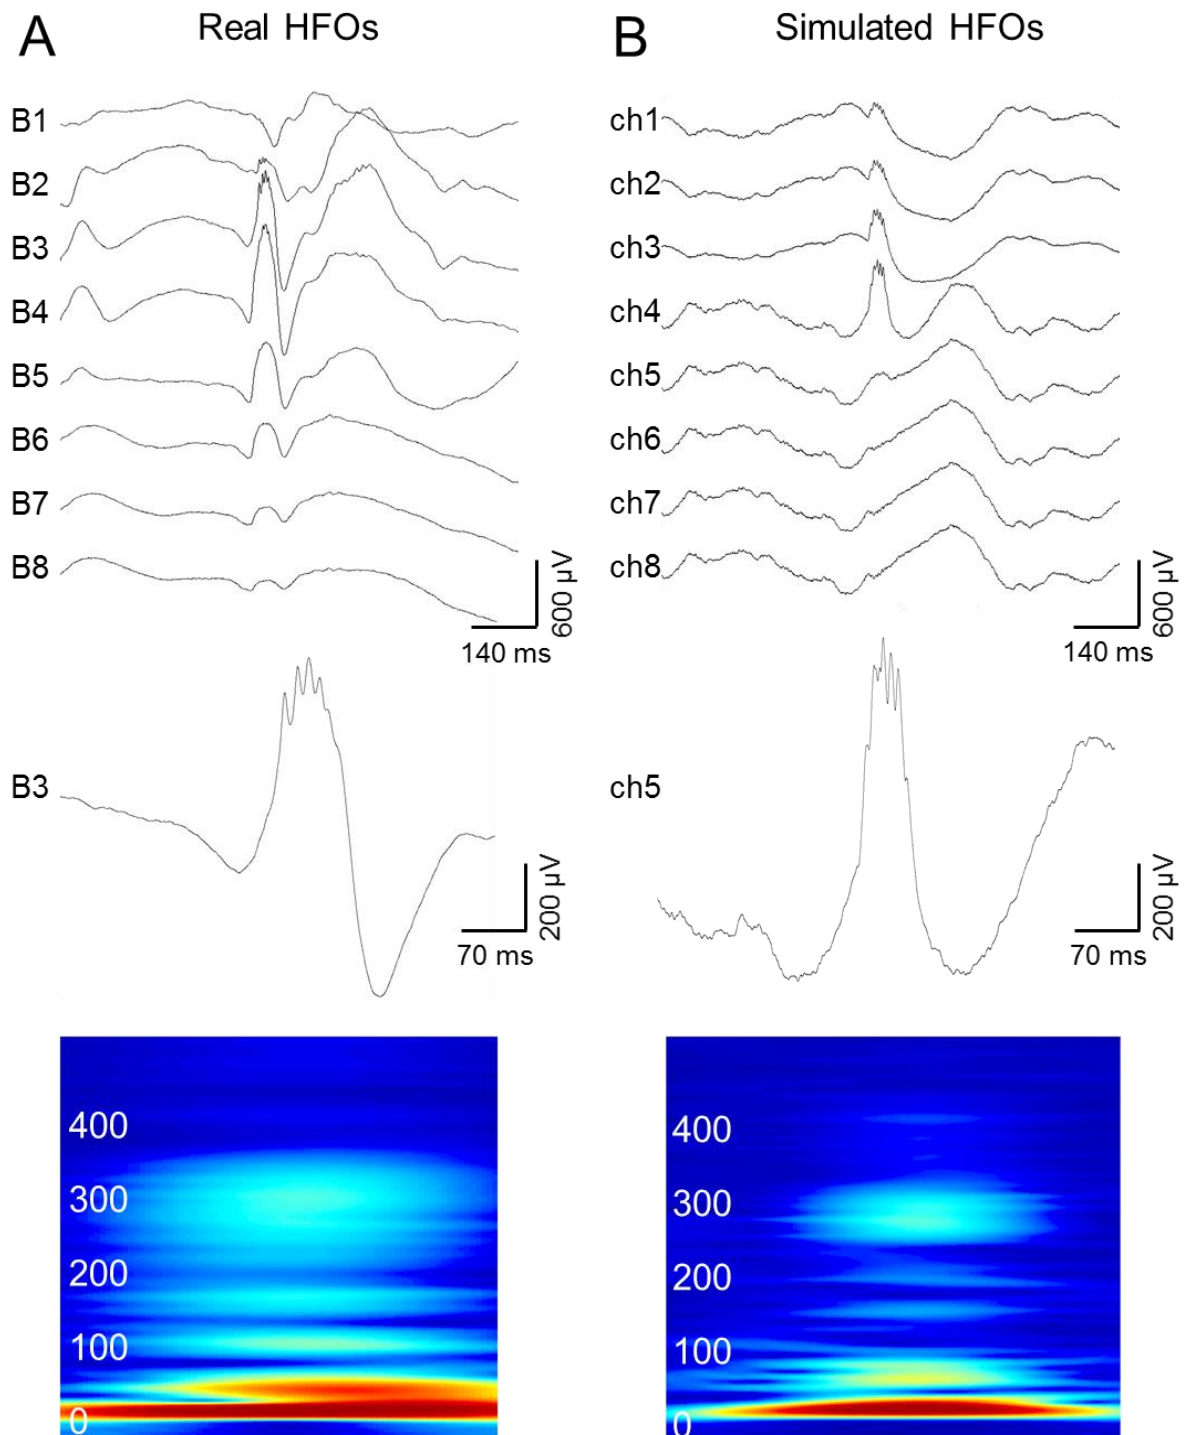 A
Real HFOs
B1
B2
B3
B4
B5
B6
B7
B8
600 µV
140 ms
B3
200 µV
70 ms
400
300
200
100
0
B
Simulated HFOs
ch1
ch2
ch3
ch4
ch5
ch6
ch7
ch8
600 µV
140 ms
ch5
200 µV
70 ms
400
300
200
100
0